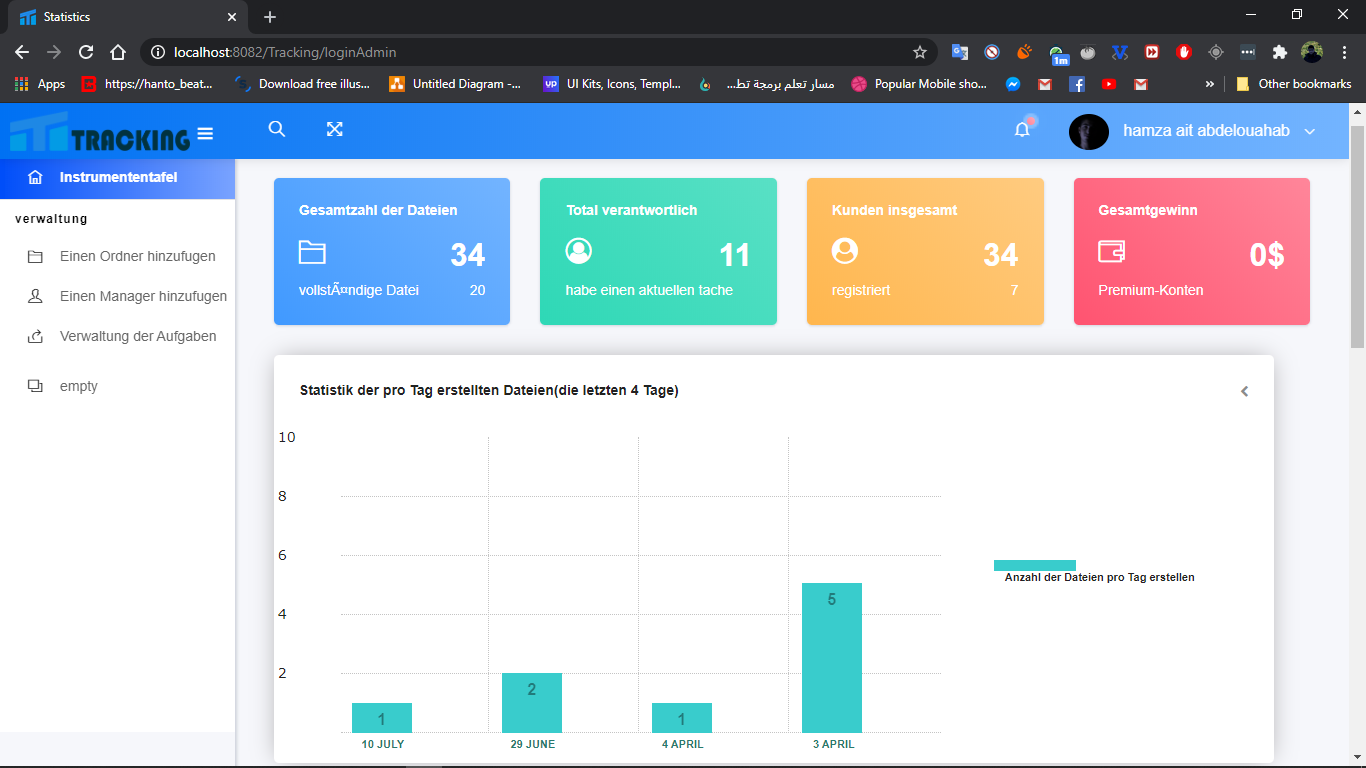 Statistics
localhost:8082/Tracking/loginAdmin
1m
Apps
https://hanto_beat...
Download free illus...
Untitled Diagram -...
UP
UI Kits, Icons, Templ...
مسار تعلم برمجة تط...
Popular Mobile sho...
»
Other bookmarks
TRACKING
hamza ait abdelouahab
Instrumententafel
verwaltung
Einen Ordner hinzufugen
Einen Manager hinzufugen
Verwaltung der Aufgaben
empty
Gesamtzahl der Dateien
34
vollstÃ¤ndige Datei 20
Total verantwortlich
11
habe einen aktuellen tache
Kunden insgesamt
34
registriert 7
Gesamtgewinn
0$
Premium-Konten
Statistik der pro Tag erstellten Dateien(die letzten 4 Tage)
10
8
6
4
2
1
2
1
5
10 JULY
29 JUNE
4 APRIL
3 APRIL
Anzahl der Dateien pro Tag erstellen